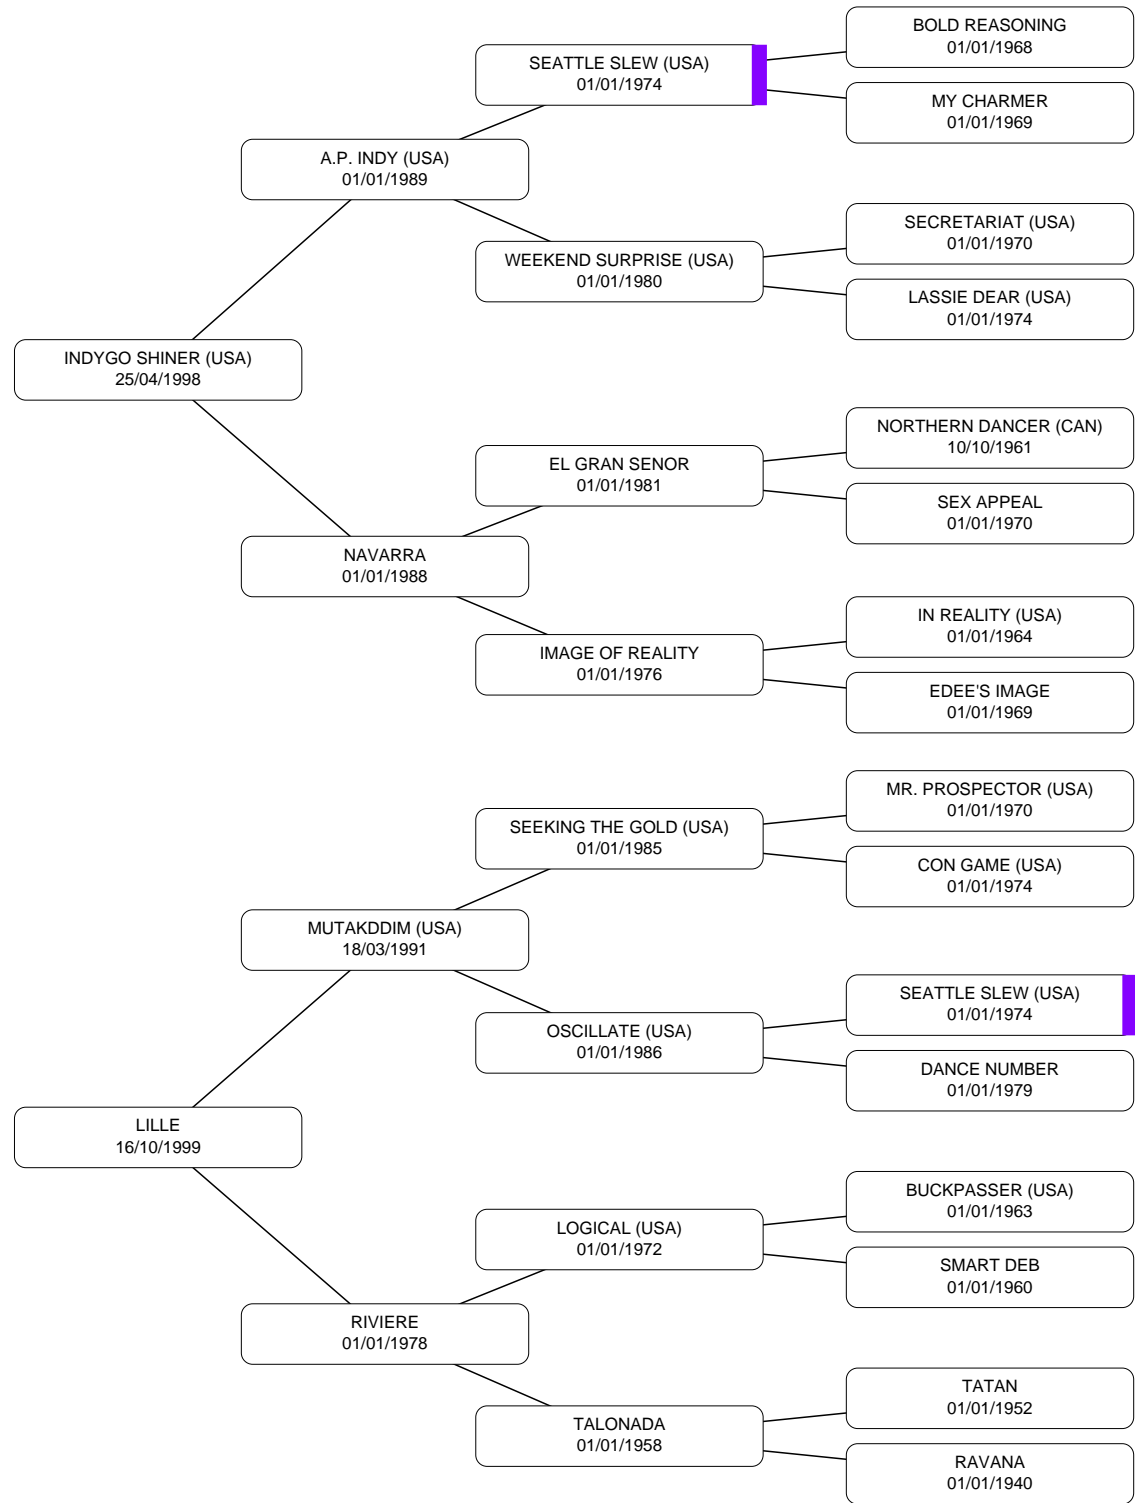 BOLD REASONING
01/01/1968
SEATTLE SLEW (USA)
01/01/1974
MY CHARMER
01/01/1969
A.P. INDY (USA)
01/01/1989
SECRETARIAT (USA)
01/01/1970
WEEKEND SURPRISE (USA)
01/01/1980
LASSIE DEAR (USA)
01/01/1974
INDYGO SHINER (USA)
25/04/1998
NORTHERN DANCER (CAN)
10/10/1961
EL GRAN SENOR
01/01/1981
SEX APPEAL
01/01/1970
NAVARRA
01/01/1988
IN REALITY (USA)
01/01/1964
IMAGE OF REALITY
01/01/1976
EDEE'S IMAGE
01/01/1969
MR. PROSPECTOR (USA)
01/01/1970
SEEKING THE GOLD (USA)
01/01/1985
CON GAME (USA)
01/01/1974
MUTAKDDIM (USA)
18/03/1991
SEATTLE SLEW (USA)
01/01/1974
OSCILLATE (USA)
01/01/1986
DANCE NUMBER
01/01/1979
LILLE
16/10/1999
BUCKPASSER (USA)
01/01/1963
LOGICAL (USA)
01/01/1972
SMART DEB
01/01/1960
RIVIERE
01/01/1978
TATAN
01/01/1952
TALONADA
01/01/1958
RAVANA
01/01/1940